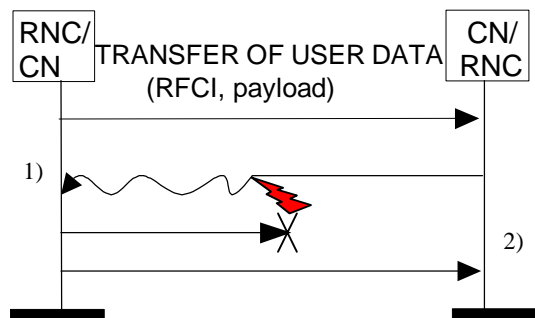 RNC/
CN
CN/
RNC
TRANSFER OF USER DATA
(RFCI, payload)
1)
2)